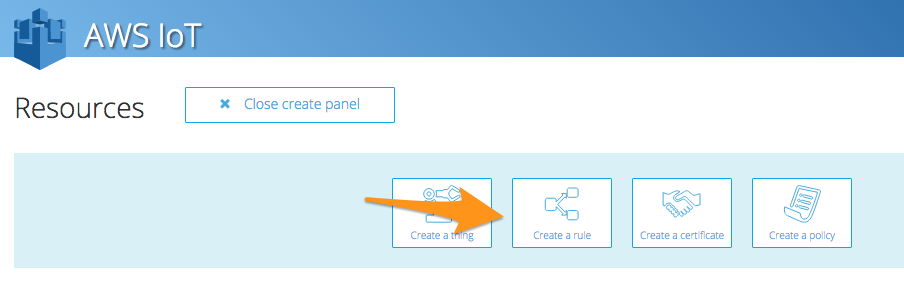 AWS IoT
Resources
✖ Close create panel
Create a thing
Create a rule
Create a certificate
Create a policy